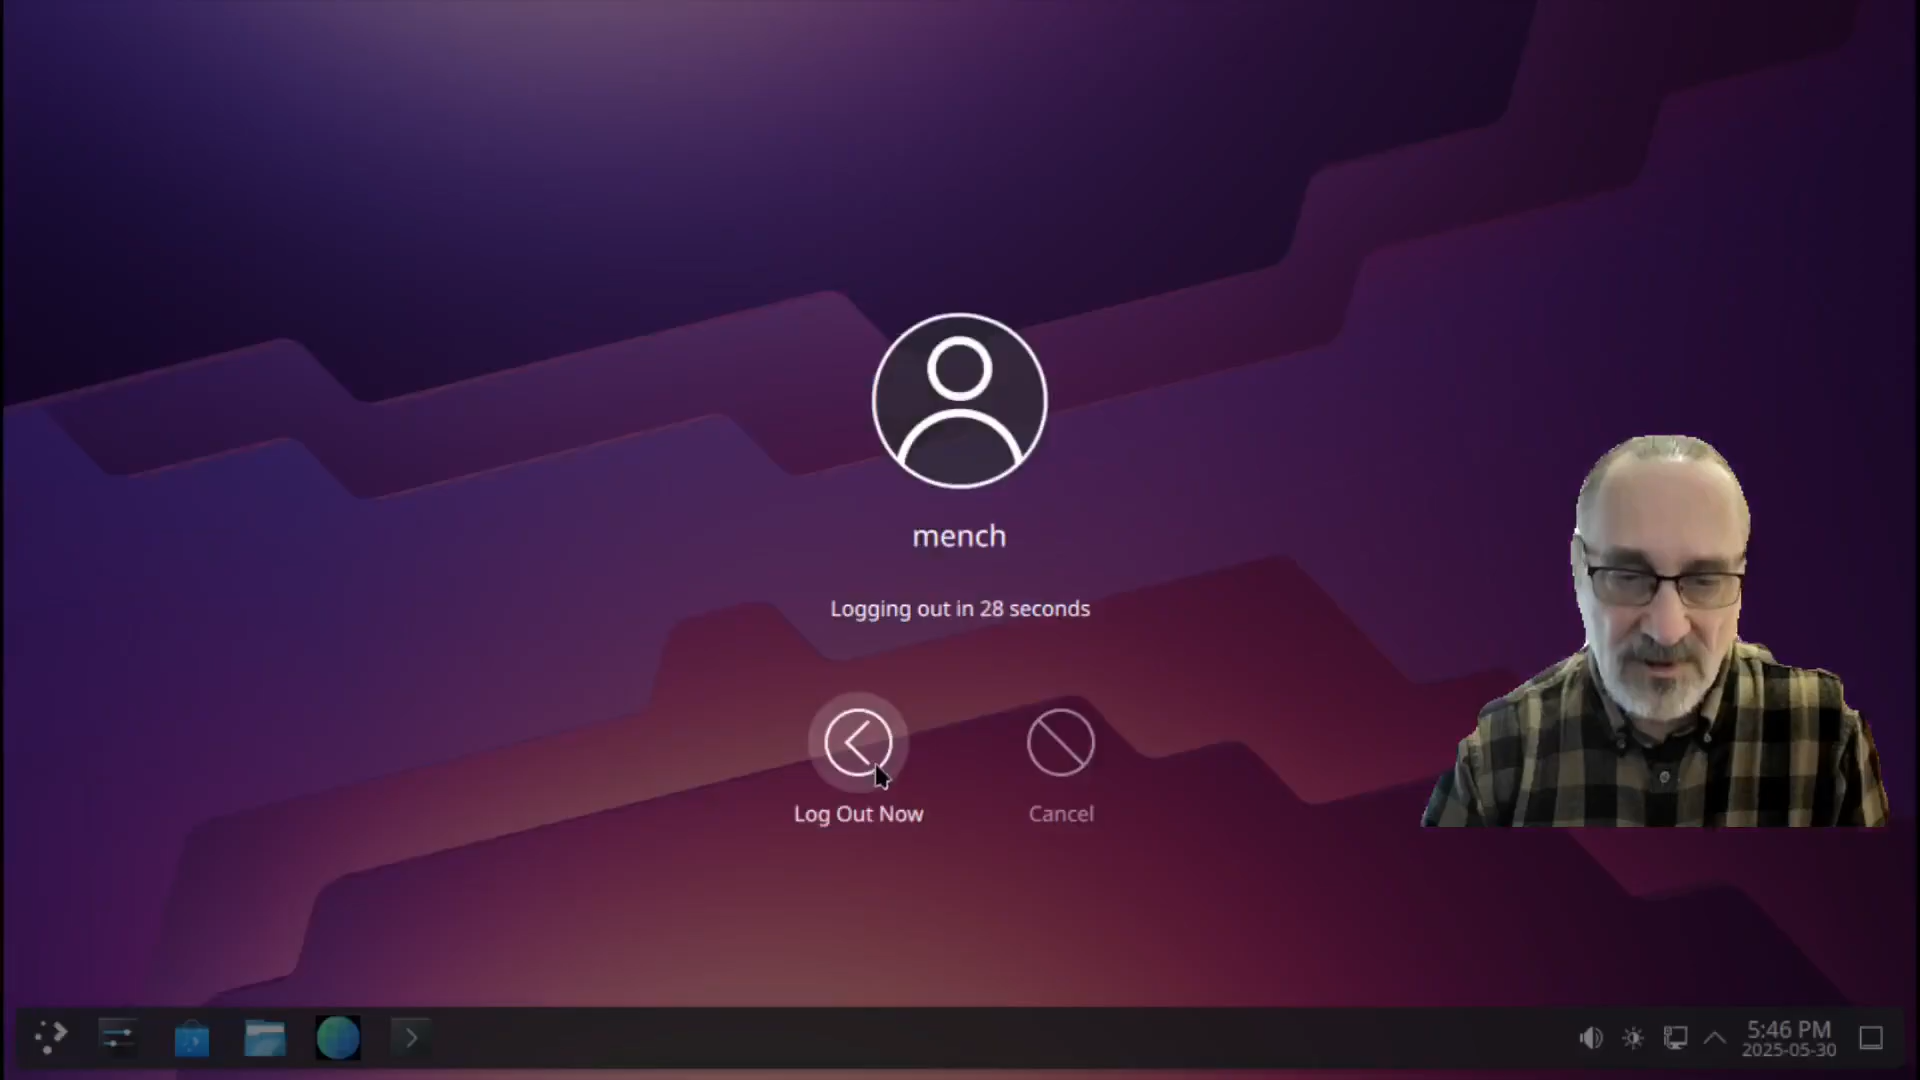 mench
Logging out in 28 seconds
Log Out Now
Cancel
5:46 PM
2025-05-30